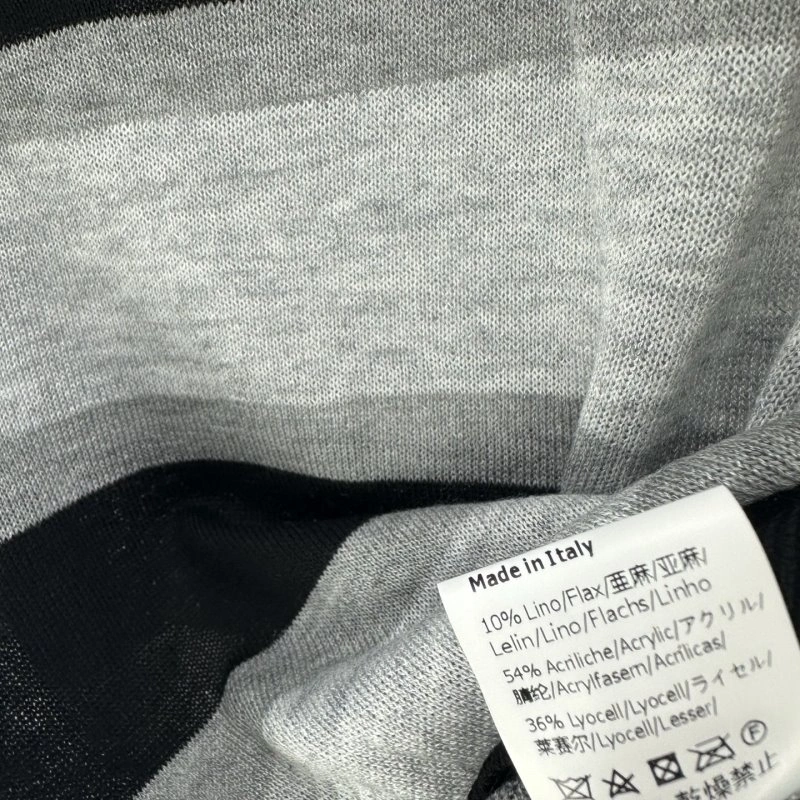 Made in Italy
10% Lino/Flax/亜麻/亚麻/
Lelin/Lino/Flachs/Linho
54% Acriliche/Acrylic/アクリル/
腈纶/Acrylfasern/Acrílicas/
36% Lyocell/Lyocell/ライセル/
莱赛尔/Lyocell/Lesser/
F
乾燥禁止